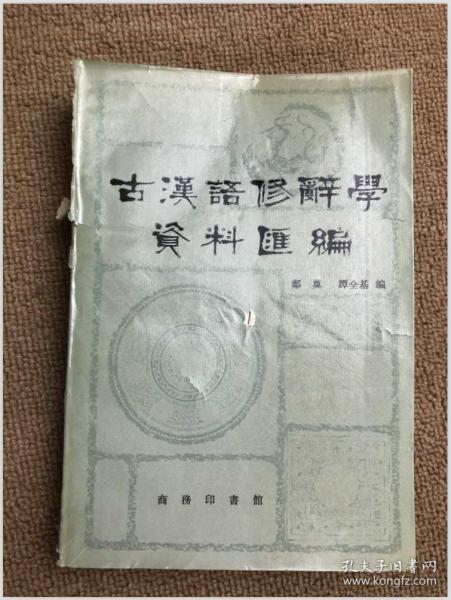 古漢語修辭學
資料匯編
鄭奠 譚全基 編
商務印書館
孔夫子旧书网
www.kongfz.com